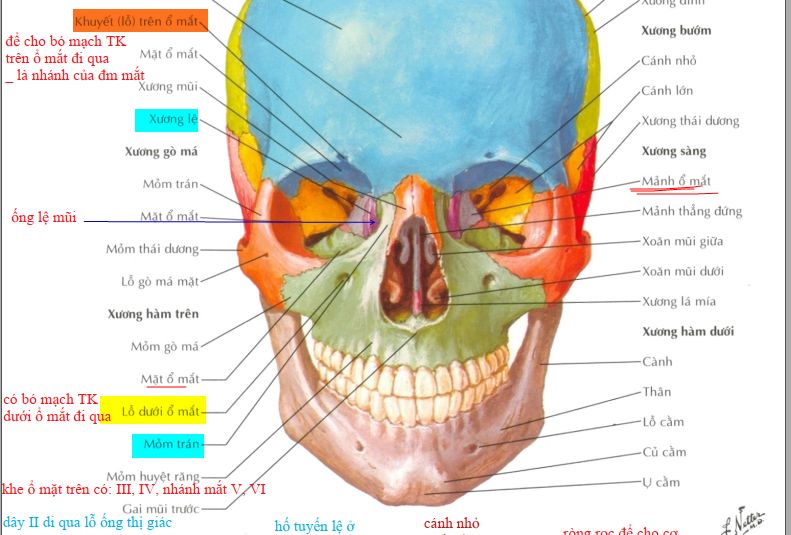 Khuyết (lỗ) trên ổ mắt
để cho bó mạch TK
trên ổ mắt đi qua
_ là nhánh của đm mắt
Mặt ổ mắt
Xương mũi
Xương lệ
Xương gò má
Mỏm trán
ống lệ mũi
Mặt ổ mắt
Mỏm thái dương
Lỗ gò má mặt
Xương hàm trên
Mỏm gò má
Mặt ổ mắt
có bó mạch TK
dưới ổ mắt đi qua
Lỗ dưới ổ mắt
Mỏm trán
Mỏm huyệt răng
khe ổ mặt trên có: III, IV, nhánh mắt V, VI
Gai mũi trước
dây II di qua lỗ ống thị giác
hố tuyến lệ ở
cánh nhỏ
ròng rọc để cho cơ
Xương đỉnh
Xương bướm
Cánh nhỏ
Cánh lớn
Xương thái dương
Xương sàng
Mảnh ổ mắt
Mảnh thẳng đứng
Xoăn mũi giữa
Xoăn mũi dưới
Xương lá mía
Xương hàm dưới
Cành
Thân
Lỗ cằm
Củ cằm
Ụ cằm
F. Netter
M.D.